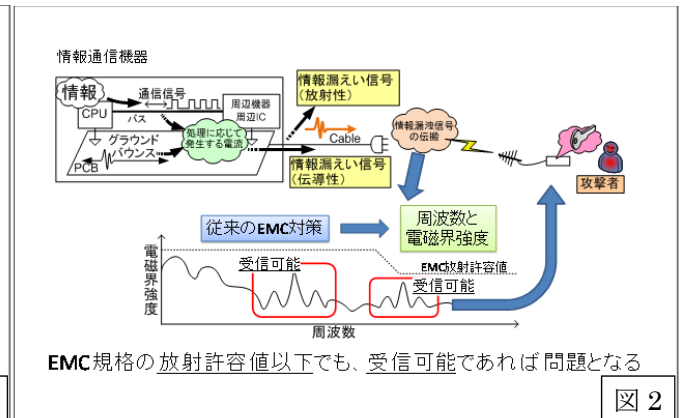 情報通信機器
情報
CPU
通信信号
バス
周辺機器
周辺IC
グラウンド
バウンス
PCB
処理に応じて
発生する電流
情報漏えい信号
(放射性)
Cable
情報漏えい信号
(伝導性)
情報漏洩信号
の伝搬
攻撃者
従来のEMC対策
周波数と
電磁界強度
電磁界強度
受信可能
EMC放射許容値
受信可能
周波数
EMC規格の放射許容値以下でも、受信可能であれば問題となる
図 2